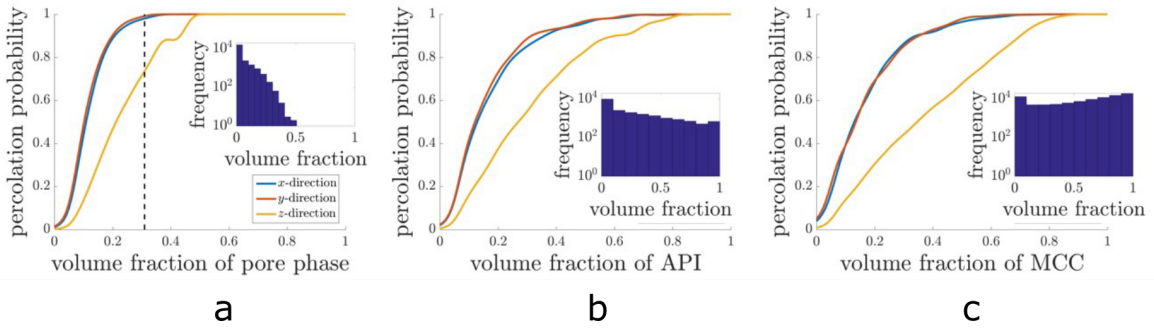 percolation probability
1
0.8
0.6
0.4
0.2
0
0 0.2 0.4 0.6 0.8 1
volume fraction of pore phase
frequency
10^4
10^2
10^0
0 0.5 1
volume fraction
x-direction
y-direction
z-direction
a
percolation probability
1
0.8
0.6
0.4
0.2
0
0 0.2 0.4 0.6 0.8 1
volume fraction of API
frequency
10^4
10^2
10^0
0 0.5 1
volume fraction
b
percolation probability
1
0.8
0.6
0.4
0.2
0
0 0.2 0.4 0.6 0.8 1
volume fraction of MCC
frequency
10^4
10^2
10^0
0 0.5 1
volume fraction
c